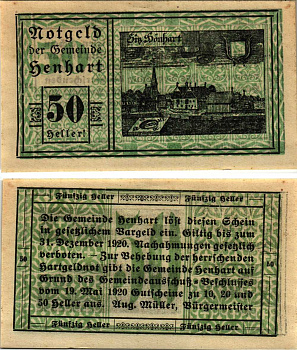 Notgeld
der Gemeinde
Henhart
50
Heller!
Fünfzig Heller
Fünfzig Heller
Die Gemeinde Henhart löst diesen Schein
in gesetzlichem Bargeld ein. Giltig bis zum
31. Dezember 1920. Nachahmungen gesetzlich
verboten. – Zur Behebung der herrschenden
Hartgeldnot gibt die Gemeinde Henhart auf
Grund des Gemeindeausschuß-Beschlusses
vom 19. Mai 1920 Gutscheine zu 10, 20 und
50 Heller aus. Aug. Müller, Bürgermeister
50
50
Fünfzig Heller
Fünfzig Heller